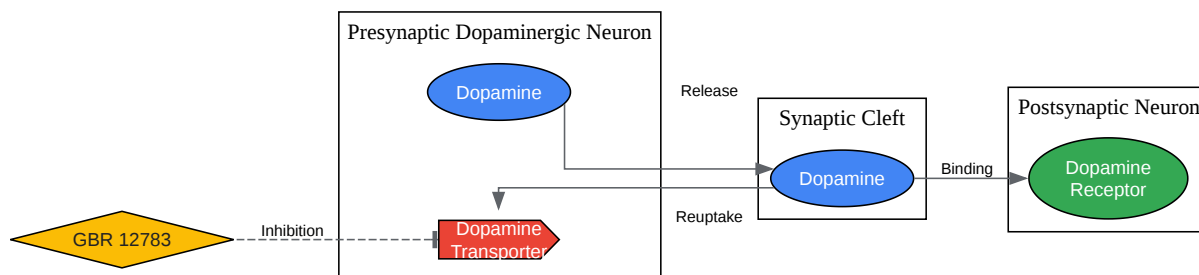 Presynaptic Dopaminergic Neuron
Dopamine
Release
Synaptic Cleft
Dopamine
Binding
Postsynaptic Neuron
Dopamine
Receptor
Reuptake
GBR 12783
Inhibition
Dopamine
Transporter